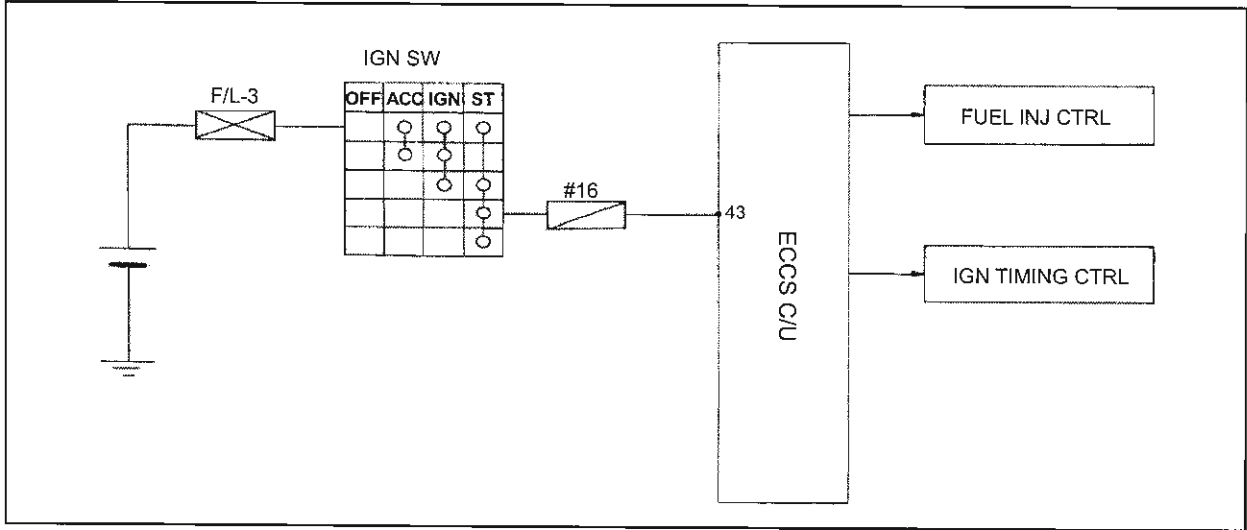 IGN SW
F/L-3
OFF ACC IGN ST
#16
43
ECCS C/U
FUEL INJ CTRL
IGN TIMING CTRL